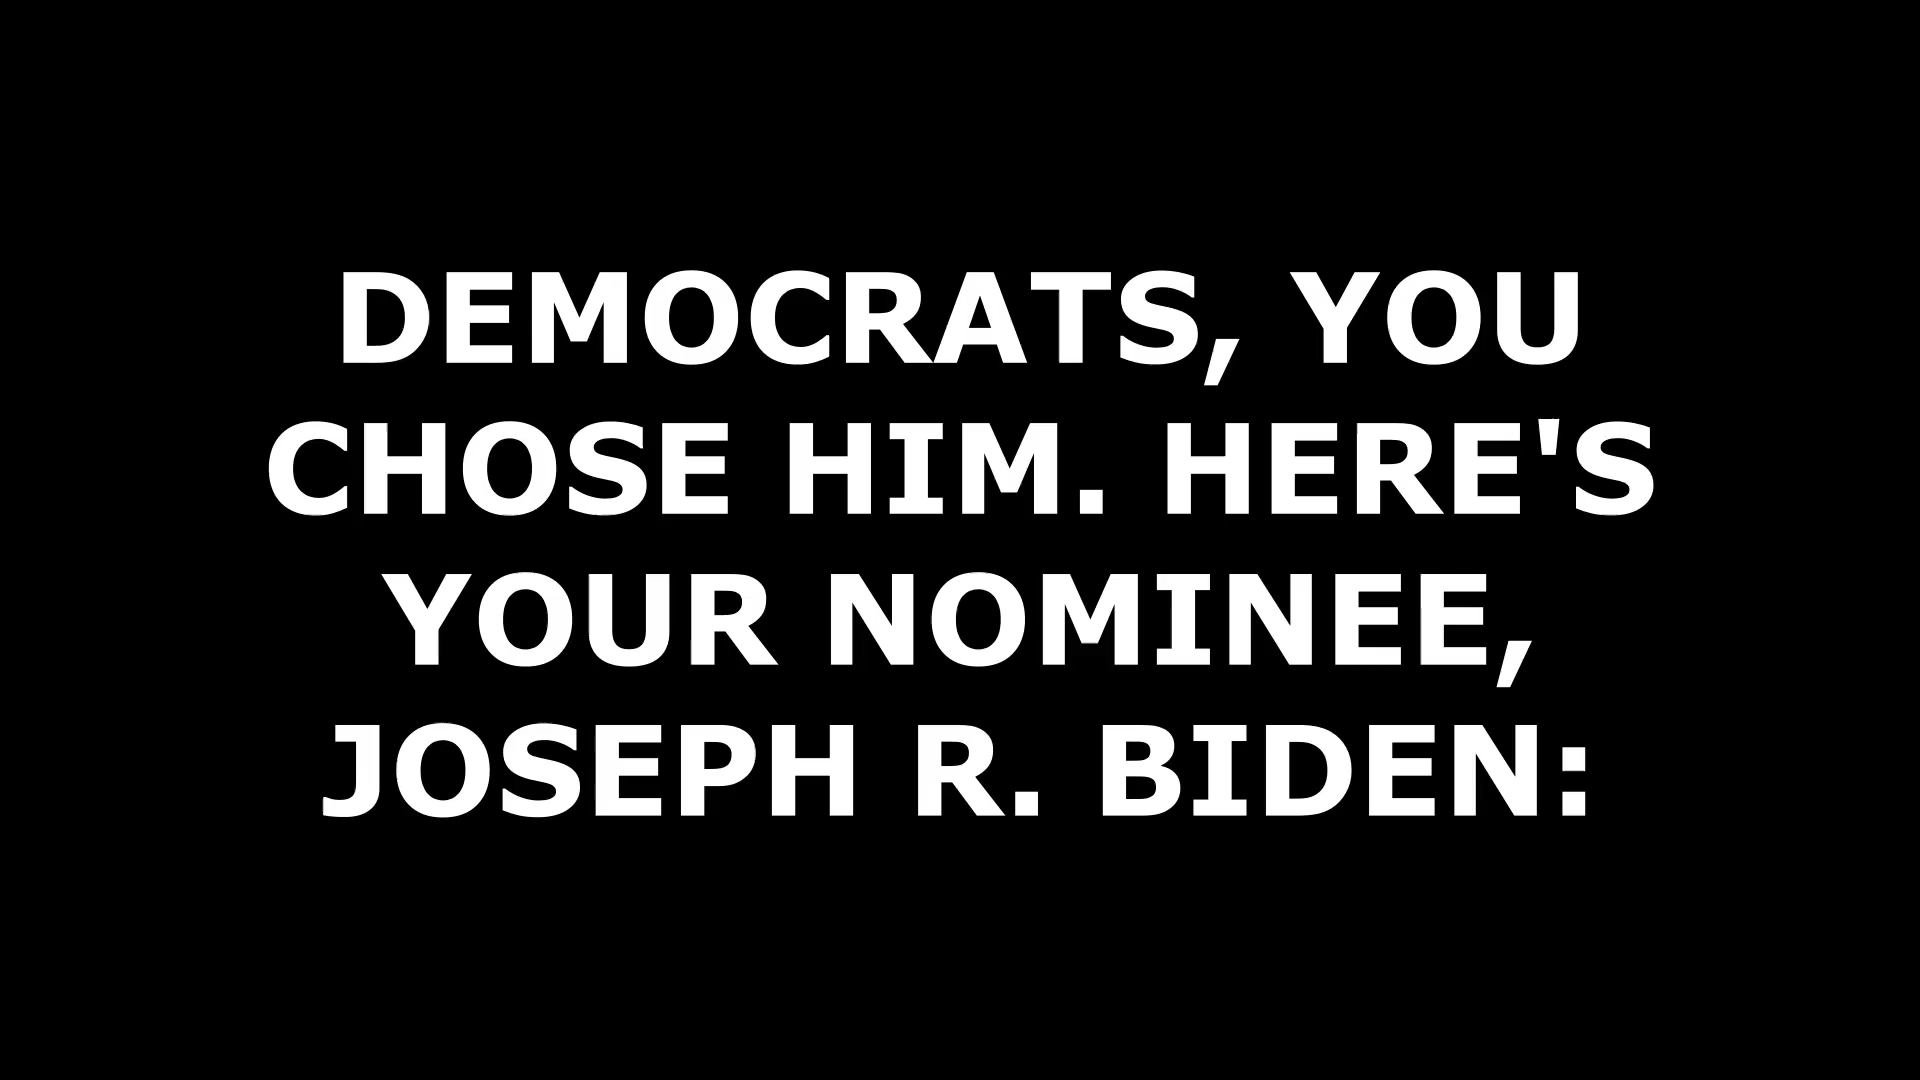 DEMOCRATS, YOU
CHOSE HIM. HERE'S
YOUR NOMINEE,
JOSEPH R. BIDEN: